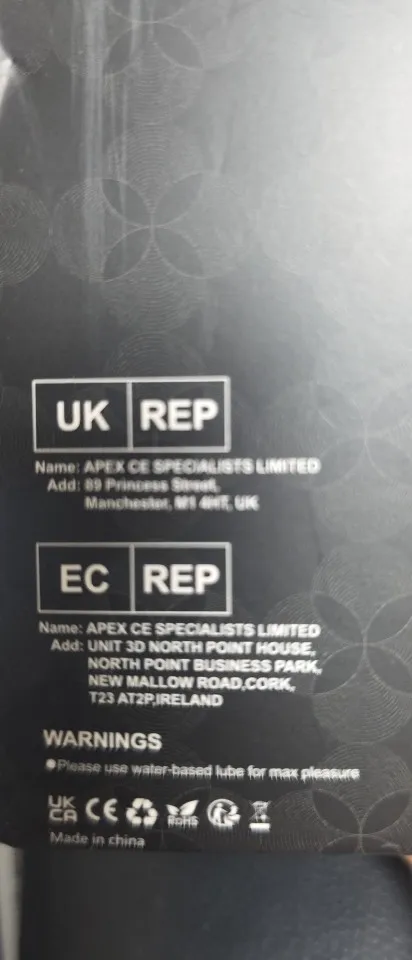 UK REP
Name: APEX CE SPECIALISTS LIMITED
Add: 89 Princess Street,
Manchester, M1 4HT, UK
EC REP
Name: APEX CE SPECIALISTS LIMITED
Add: UNIT 3D NORTH POINT HOUSE,
NORTH POINT BUSINESS PARK,
NEW MALLOW ROAD,CORK,
T23 AT2P,IRELAND
WARNINGS
●Please use water-based lube for max pleasure
UK
CA CE RoHS
Made in china